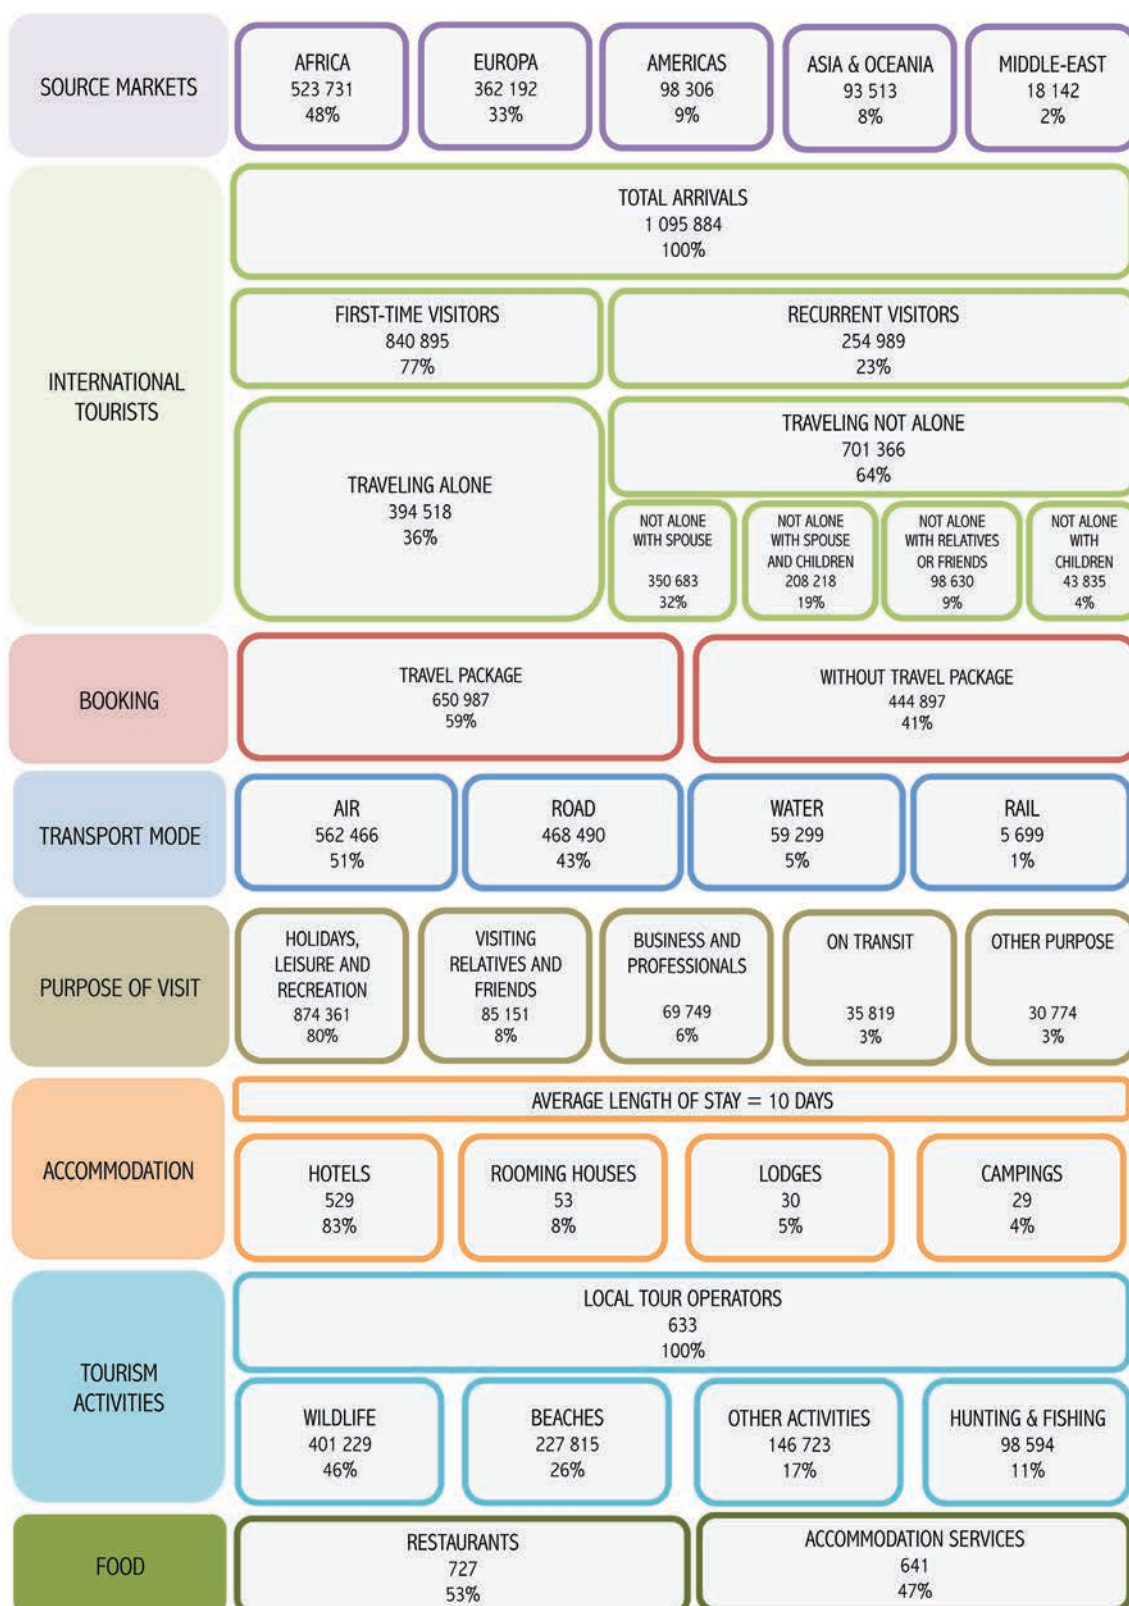 SOURCE MARKETS
AFRICA
523 731
48%
EUROPA
362 192
33%
AMERICAS
98 306
9%
ASIA & OCEANIA
93 513
8%
MIDDLE-EAST
18 142
2%
INTERNATIONAL
TOURISTS
TOTAL ARRIVALS
1 095 884
100%
FIRST-TIME VISITORS
840 895
77%
RECURRENT VISITORS
254 989
23%
TRAVELING ALONE
394 518
36%
TRAVELING NOT ALONE
701 366
64%
NOT ALONE
WITH SPOUSE
350 683
32%
NOT ALONE
WITH SPOUSE
AND CHILDREN
208 218
19%
NOT ALONE
WITH RELATIVES
OR FRIENDS
98 630
9%
NOT ALONE
WITH
CHILDREN
43 835
4%
BOOKING
TRAVEL PACKAGE
650 987
59%
WITHOUT TRAVEL PACKAGE
444 897
41%
TRANSPORT MODE
AIR
562 466
51%
ROAD
468 490
43%
WATER
59 299
5%
RAIL
5 699
1%
PURPOSE OF VISIT
HOLIDAYS,
LEISURE AND
RECREATION
874 361
80%
VISITING
RELATIVES AND
FRIENDS
85 151
8%
BUSINESS AND
PROFESSIONALS
69 749
6%
ON TRANSIT
35 819
3%
OTHER PURPOSE
30 774
3%
ACCOMMODATION
AVERAGE LENGTH OF STAY = 10 DAYS
HOTELS
529
83%
ROOMING HOUSES
53
8%
LODGES
30
5%
CAMPINGS
29
4%
TOURISM
ACTIVITIES
LOCAL TOUR OPERATORS
633
100%
WILDLIFE
401 229
46%
BEACHES
227 815
26%
OTHER ACTIVITIES
146 723
17%
HUNTING & FISHING
98 594
11%
FOOD
RESTAURANTS
727
53%
ACCOMMODATION SERVICES
641
47%